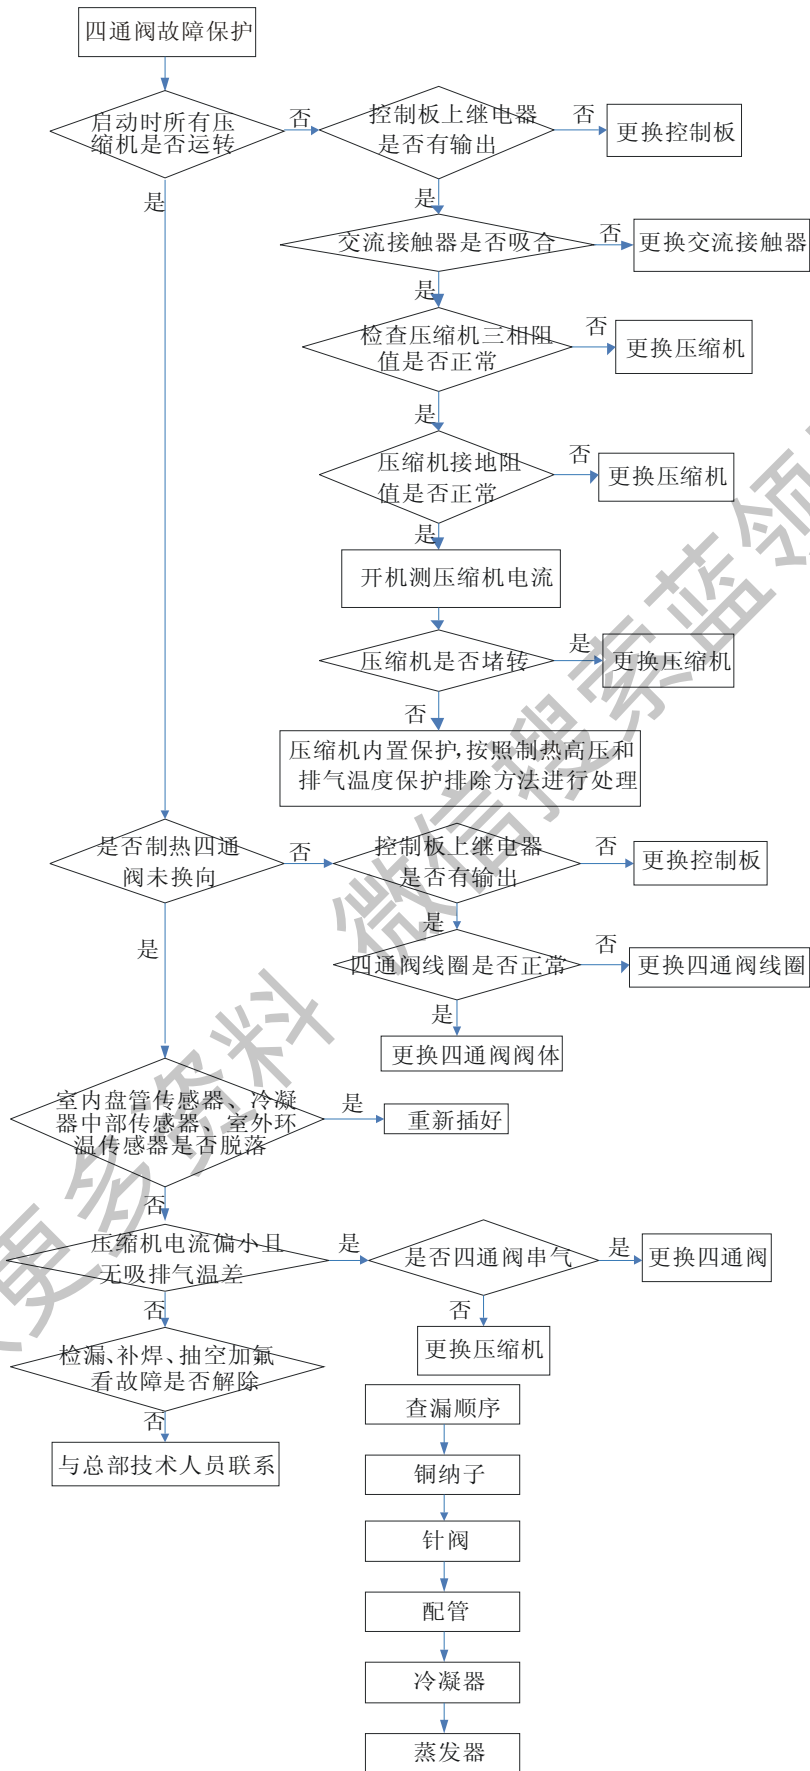 四通阀故障保护
启动时所有压
缩机是否运转
否
控制板上继电器
是否有输出
否
更换控制板
是
是
交流接触器是否吸合
否
更换交流接触器
是
检查压缩机三相阻
值是否正常
否
更换压缩机
是
压缩机接地阻
值是否正常
否
更换压缩机
是
开机测压缩机电流
压缩机是否堵转
是
更换压缩机
否
压缩机内置保护,按照制热高压和
排气温度保护排除方法进行处理
是否制热四通
阀未换向
否
控制板上继电器
是否有输出
否
更换控制板
是
是
四通阀线圈是否正常
否
更换四通阀线圈
是
更换四通阀阀体
室内盘管传感器、冷凝
器中部传感器、室外环
温传感器是否脱落
是
重新插好
否
压缩机电流偏小且
无吸排气温差
是
是否四通阀串气
是
更换四通阀
否
否
更换压缩机
检漏、补焊、抽空加氟
看故障是否解除
否
与总部技术人员联系
查漏顺序
铜纳子
针阀
配管
冷凝器
蒸发器
更多资料 微信搜索蓝领